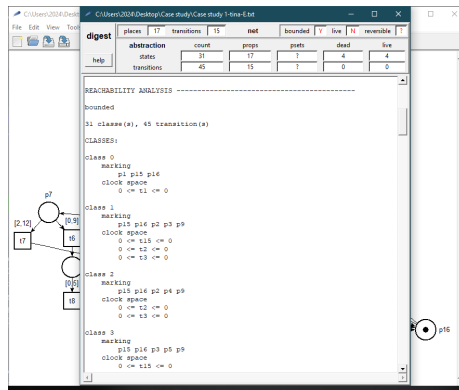 C:\Users\2024\Deskt
C:\Users\2024\Desktop\Case study\Case study 1-tina-E.txt
File Edit View Tools
digest
places 17 transitions 15 net bounded Y live N reversible ?
abstraction count props psets dead live
help
states 31 17 ? 4 4
transitions 45 15 ? 0 0
REACHABILITY ANALYSIS -------------------------------------------
bounded
31 classe(s), 45 transition(s)
CLASSES:
class 0
marking
p1 p15 p16
clock space
0 <= t1 <= 0
class 1
marking
p15 p16 p2 p3 p9
clock space
0 <= t15 <= 0
0 <= t2 <= 0
0 <= t3 <= 0
class 2
marking
p15 p16 p2 p4 p9
clock space
0 <= t2 <= 0
0 <= t3 <= 0
class 3
marking
p15 p16 p3 p5 p9
clock space
0 <= t15 <= 0
p7
[2,12]
[0,9]
t7
t6
[0,5]
t8
p16